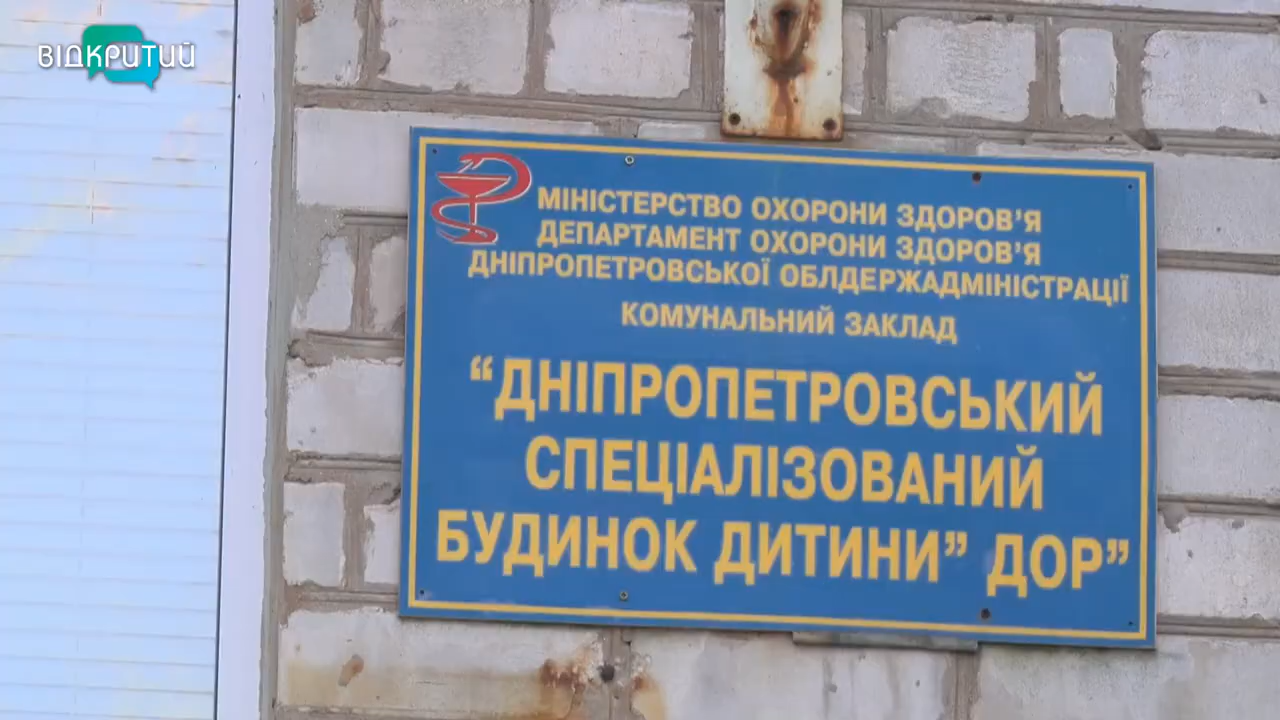 ВІДКРИТИЙ
МІНІСТЕРСТВО ОХОРОНИ ЗДОРОВ’Я
ДЕПАРТАМЕНТ ОХОРОНИ ЗДОРОВ’Я
ДНІПРОПЕТРОВСЬКОЇ ОБЛДЕРЖАДМІНІСТРАЦІЇ
КОМУНАЛЬНИЙ ЗАКЛАД
“ДНІПРОПЕТРОВСЬКИЙ
СПЕЦІАЛІЗОВАНИЙ
БУДИНОК ДИТИНИ” ДОР”